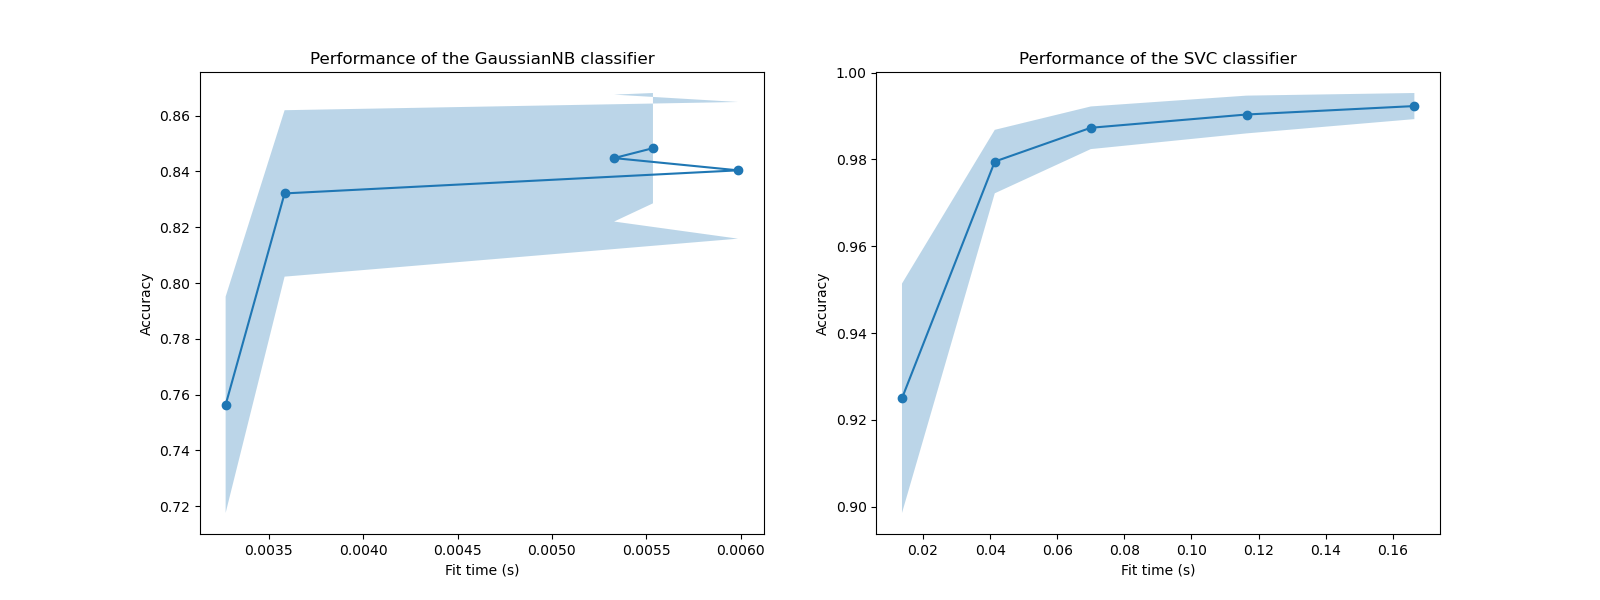 Performance of the GaussianNB classifier
Accuracy
0.86
0.84
0.82
0.80
0.78
0.76
0.74
0.72
0.0035 0.0040 0.0045 0.0050 0.0055 0.0060
Fit time (s)
Performance of the SVC classifier
Accuracy
1.00
0.98
0.96
0.94
0.92
0.90
0.02 0.04 0.06 0.08 0.10 0.12 0.14 0.16
Fit time (s)